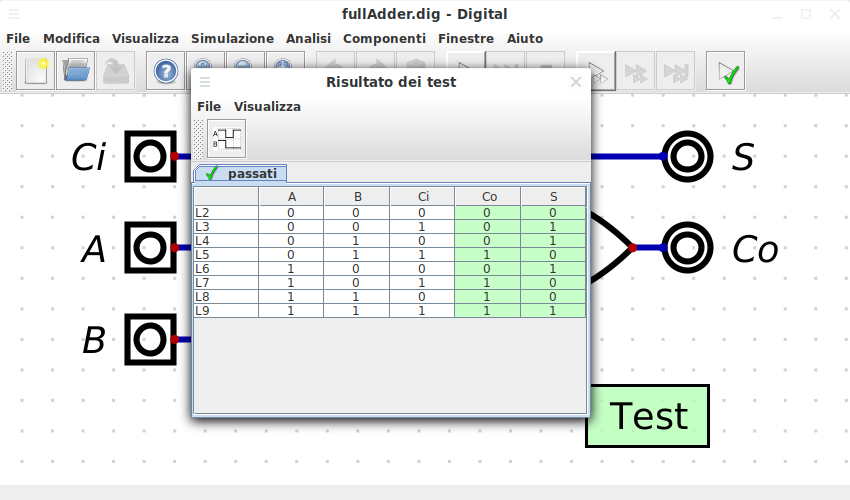 fullAdder.dig - Digital
File Modifica Visualizza Simulazione Analisi Componenti Finestre Aiuto
Risultato dei test
File Visualizza
A
B
passati
A B Ci Co S
L2 0 0 0 0 0
L3 0 0 1 0 1
L4 0 1 0 0 1
L5 0 1 1 1 0
L6 1 0 0 0 1
L7 1 0 1 1 0
L8 1 1 0 1 0
L9 1 1 1 1 1
Ci
A
B
S
Co
Test